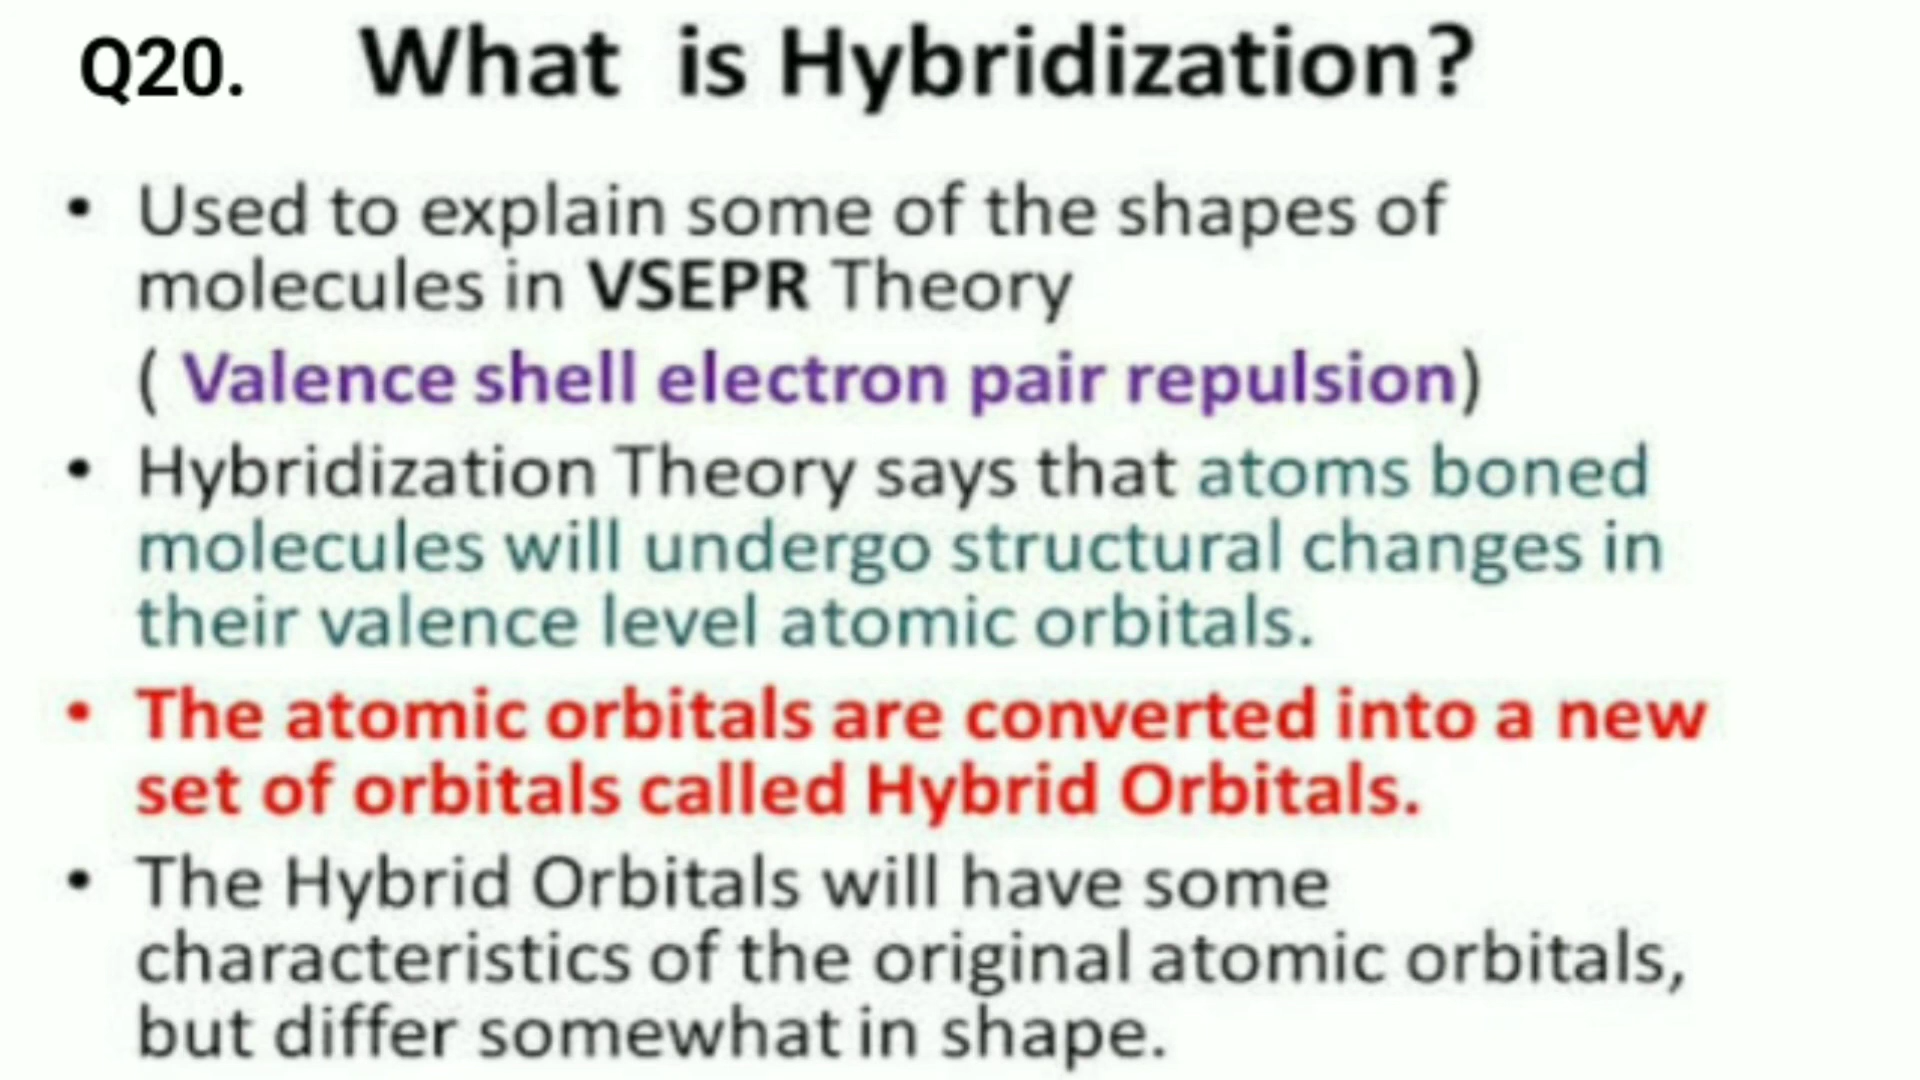 Q20. What is Hybridization?
• Used to explain some of the shapes of
molecules in VSEPR Theory
( Valence shell electron pair repulsion)
• Hybridization Theory says that atoms boned
molecules will undergo structural changes in
their valence level atomic orbitals.
• The atomic orbitals are converted into a new
set of orbitals called Hybrid Orbitals.
• The Hybrid Orbitals will have some
characteristics of the original atomic orbitals,
but differ somewhat in shape.